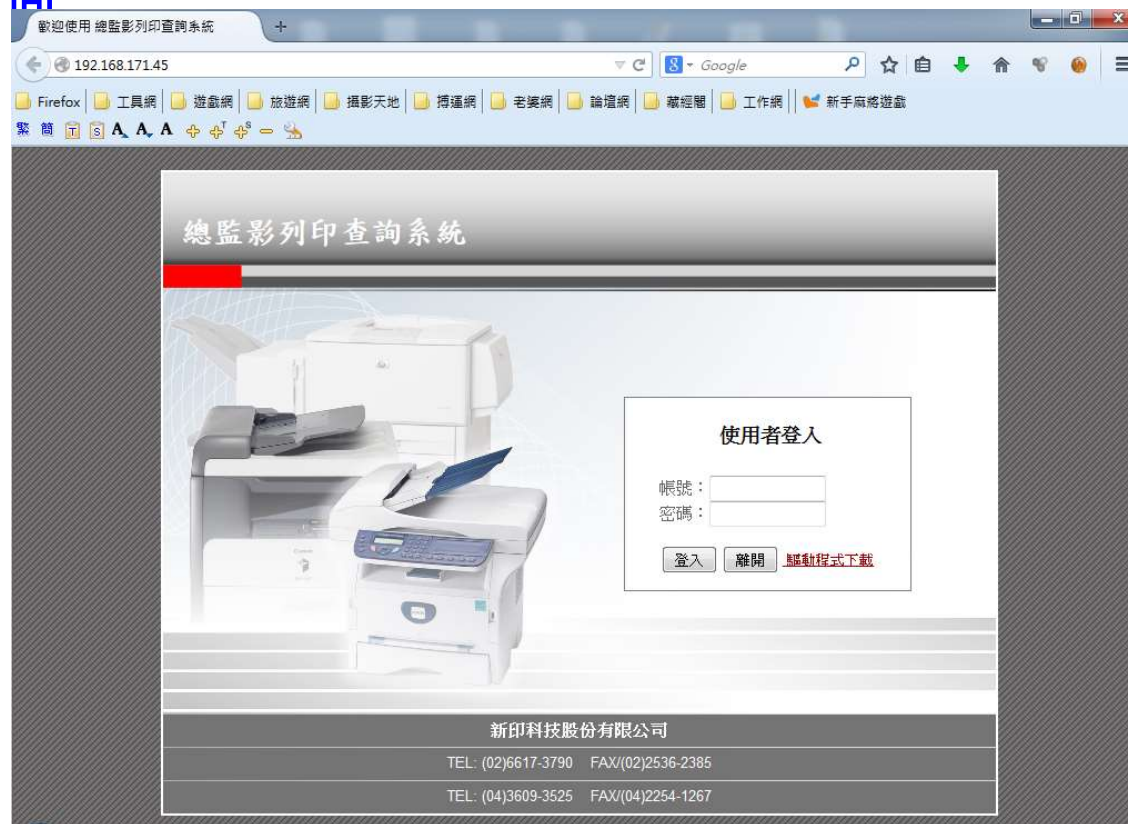 歡迎使用 總監影列印查詢系統
192.168.171.45
Google
Firefox 工具網 遊戲網 旅遊網 攝影天地 老婆網 論壇網 藏經閣 工作網 新手麻將遊戲
繁 簡 T S A A A T S
總監影列印查詢系統
使用者登入
帳號：
密碼：
登入 離開 驅動程式下載
新印科技股份有限公司
TEL: (02)6617-3790 FAX/(02)2536-2385
TEL: (04)3609-3525 FAX/(04)2254-1267